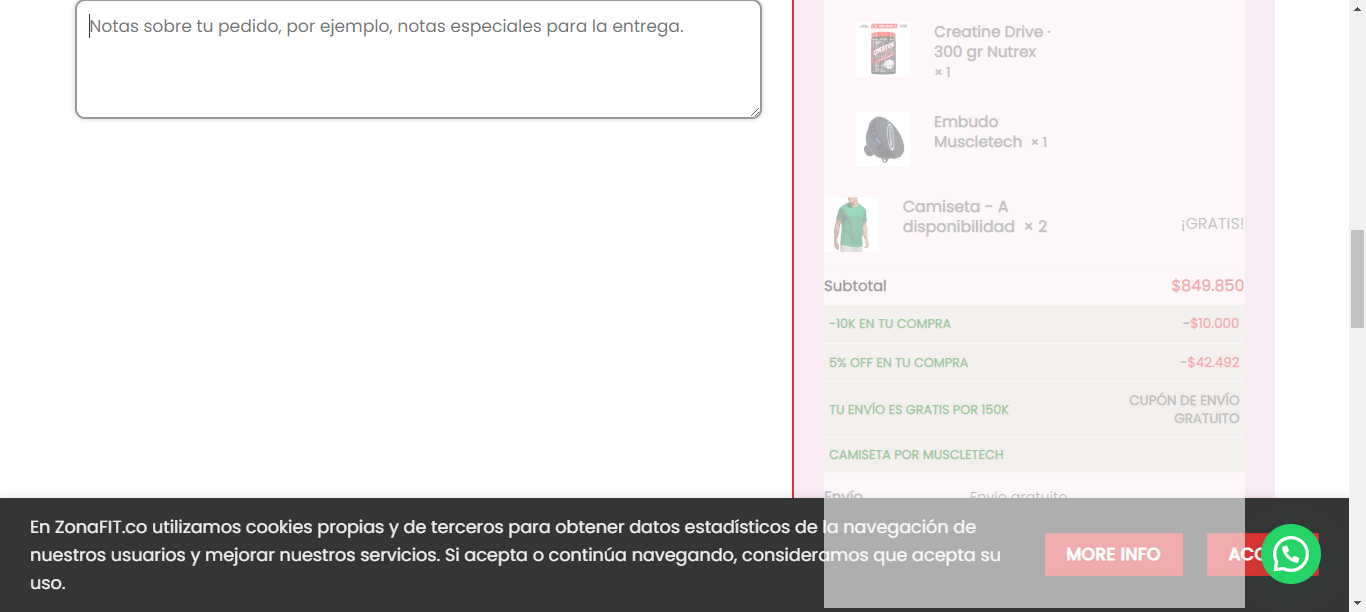 Notas sobre tu pedido, por ejemplo, notas especiales para la entrega.
Creatine Drive ·
300 gr Nutrex
× 1
Embudo
Muscletech × 1
Camiseta - A
disponibilidad × 2
¡GRATIS!
Subtotal $849.850
-10K EN TU COMPRA -$10.000
5% OFF EN TU COMPRA -$42.492
TU ENVÍO ES GRATIS POR 150K
CUPÓN DE ENVÍO
GRATUITO
CAMISETA POR MUSCLETECH
Envío Envío gratuito
En ZonaFIT.co utilizamos cookies propias y de terceros para obtener datos estadísticos de la navegación de
nuestros usuarios y mejorar nuestros servicios. Si acepta o continúa navegando, consideramos que acepta su
uso.
MORE INFO